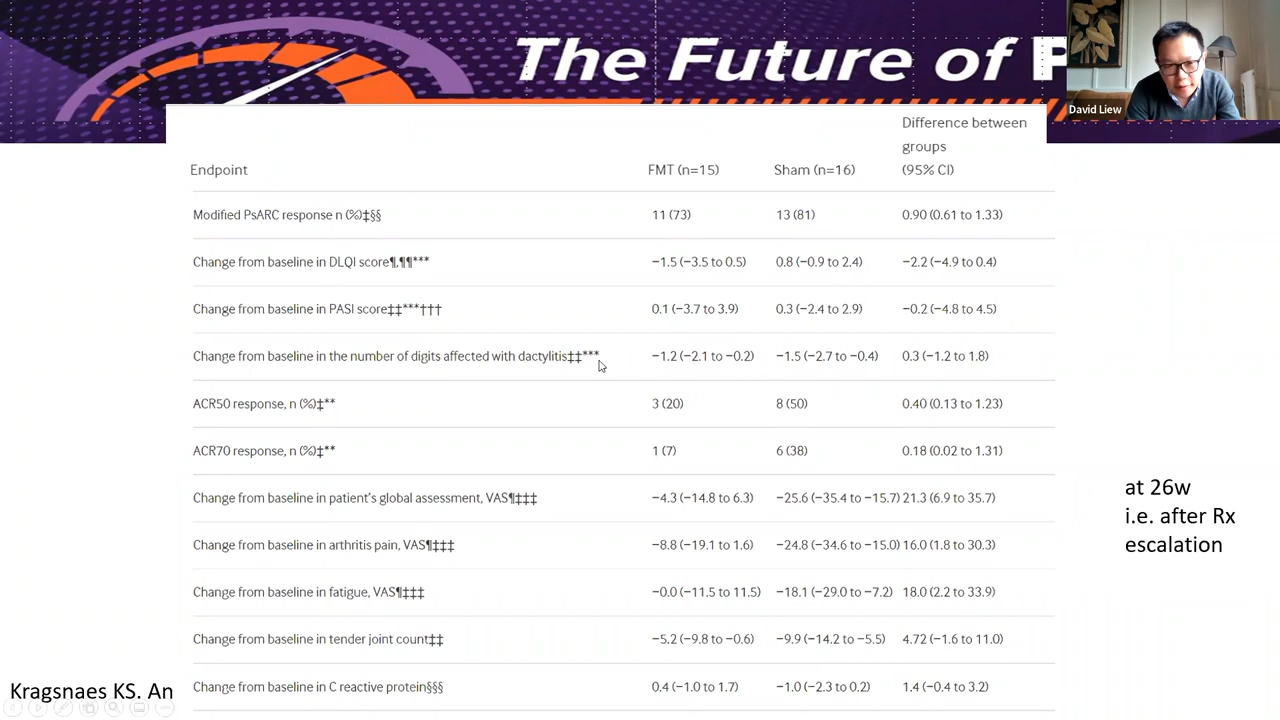 The Future of P
David Liew
Difference between
groups
Endpoint FMT (n=15) Sham (n=16) (95% CI)
Modified PsARC response n (%)‡§§ 11 (73) 13 (81) 0.90 (0.61 to 1.33)
Change from baseline in DLQI score¶,¶¶*** −1.5 (−3.5 to 0.5) 0.8 (−0.9 to 2.4) −2.2 (−4.9 to 0.4)
Change from baseline in PASI score‡‡***††† 0.1 (−3.7 to 3.9) 0.3 (−2.4 to 2.9) −0.2 (−4.8 to 4.5)
Change from baseline in the number of digits affected with dactylitis‡‡*** −1.2 (−2.1 to −0.2) −1.5 (−2.7 to −0.4) 0.3 (−1.2 to 1.8)
ACR50 response, n (%)‡** 3 (20) 8 (50) 0.40 (0.13 to 1.23)
ACR70 response, n (%)‡** 1 (7) 6 (38) 0.18 (0.02 to 1.31)
Change from baseline in patient's global assessment, VAS¶‡‡‡ −4.3 (−14.8 to 6.3) −25.6 (−35.4 to −15.7) 21.3 (6.9 to 35.7)
Change from baseline in arthritis pain, VAS¶‡‡‡ −8.8 (−19.1 to 1.6) −24.8 (−34.6 to −15.0) 16.0 (1.8 to 30.3)
Change from baseline in fatigue, VAS¶‡‡‡ −0.0 (−11.5 to 11.5) −18.1 (−29.0 to −7.2) 18.0 (2.2 to 33.9)
Change from baseline in tender joint count‡‡ −5.2 (−9.8 to −0.6) −9.9 (−14.2 to −5.5) 4.72 (−1.6 to 11.0)
Change from baseline in C reactive protein§§§ 0.4 (−1.0 to 1.7) −1.0 (−2.3 to 0.2) 1.4 (−0.4 to 3.2)
at 26w
i.e. after Rx
escalation
Kragsnaes KS. An